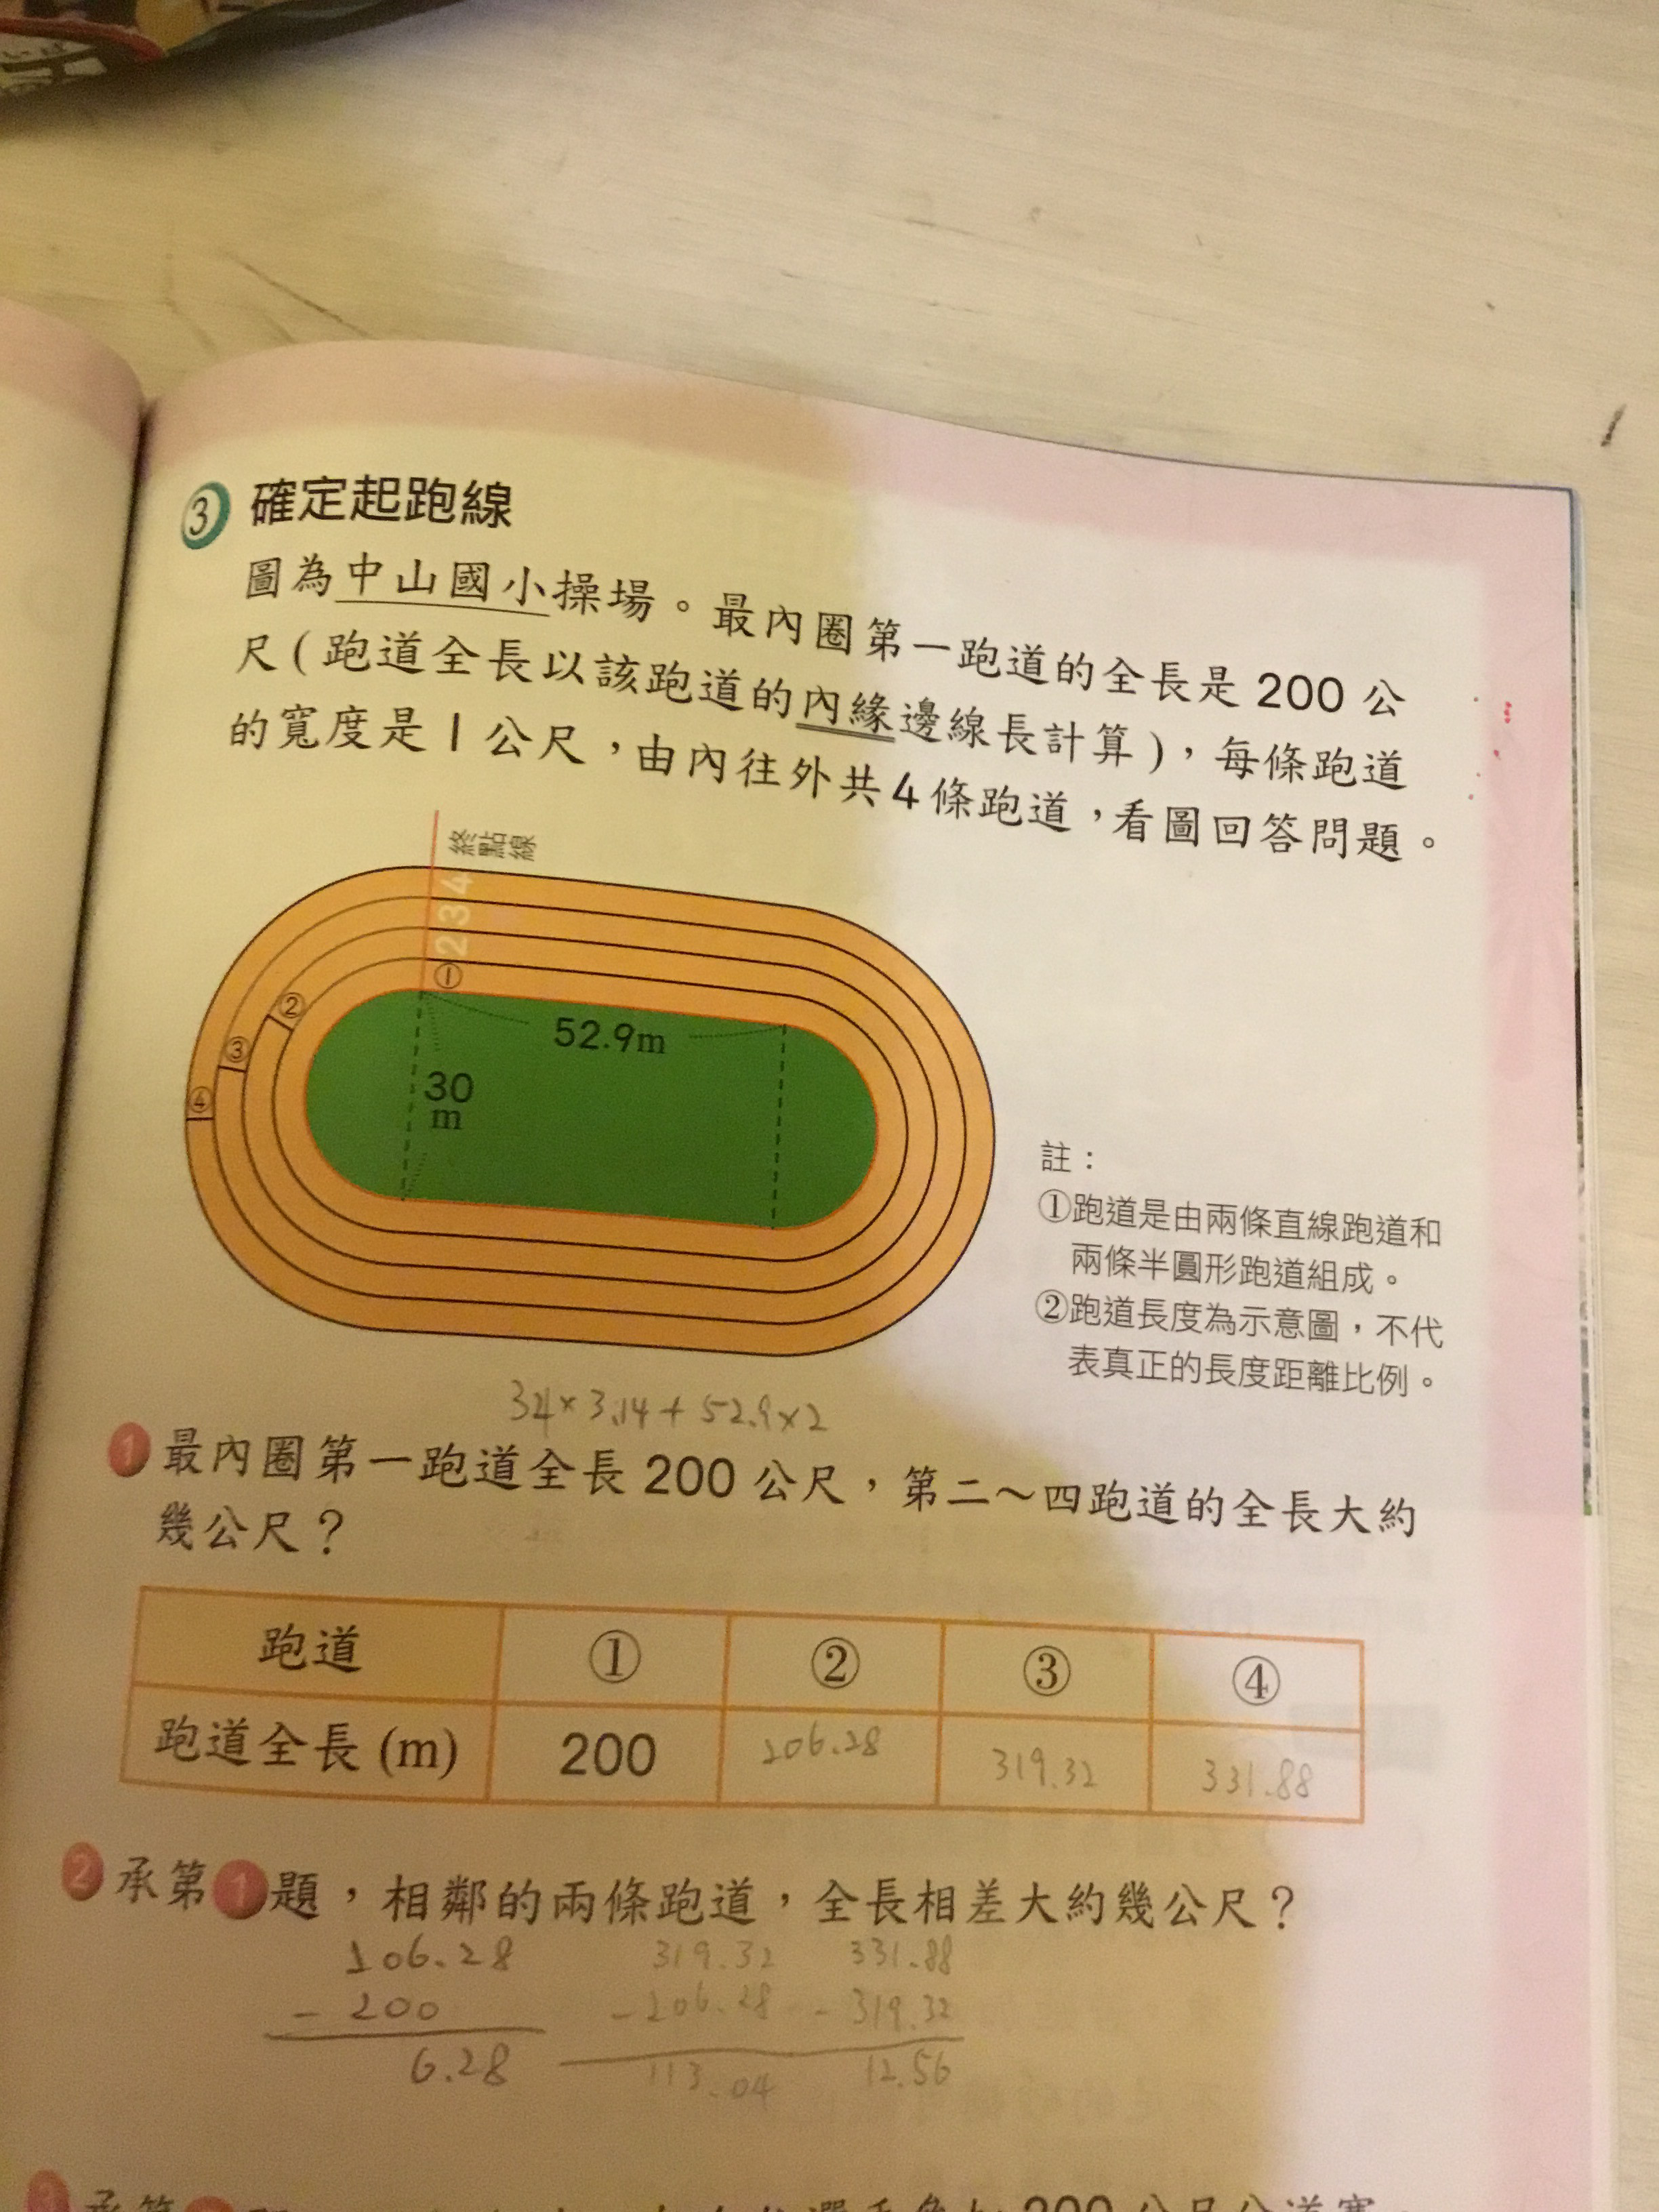 3 確定起跑線
圖為中山國小操場。最內圈第一跑道的全長是200公
尺(跑道全長以該跑道的內緣邊線長計算)，每條跑道
的寬度是1公尺，由內往外共4條跑道，看圖回答問題。
終點線
4
3
2
①
②
③
④
52.9m
30
m
註：
①跑道是由兩條直線跑道和
兩條半圓形跑道組成。
②跑道長度為示意圖，不代
表真正的長度距離比例。
34×3.14+52.9×2
1 最內圈第一跑道全長200公尺，第二～四跑道的全長大約
幾公尺？
跑道 ① ② ③ ④
跑道全長(m) 200 206.28 319.32 331.88
2 承第1題，相鄰的兩條跑道，全長相差大約幾公尺？
206.28 319.32 331.88
- 200 -206.28 -319.32
6.28 113.04 12.56